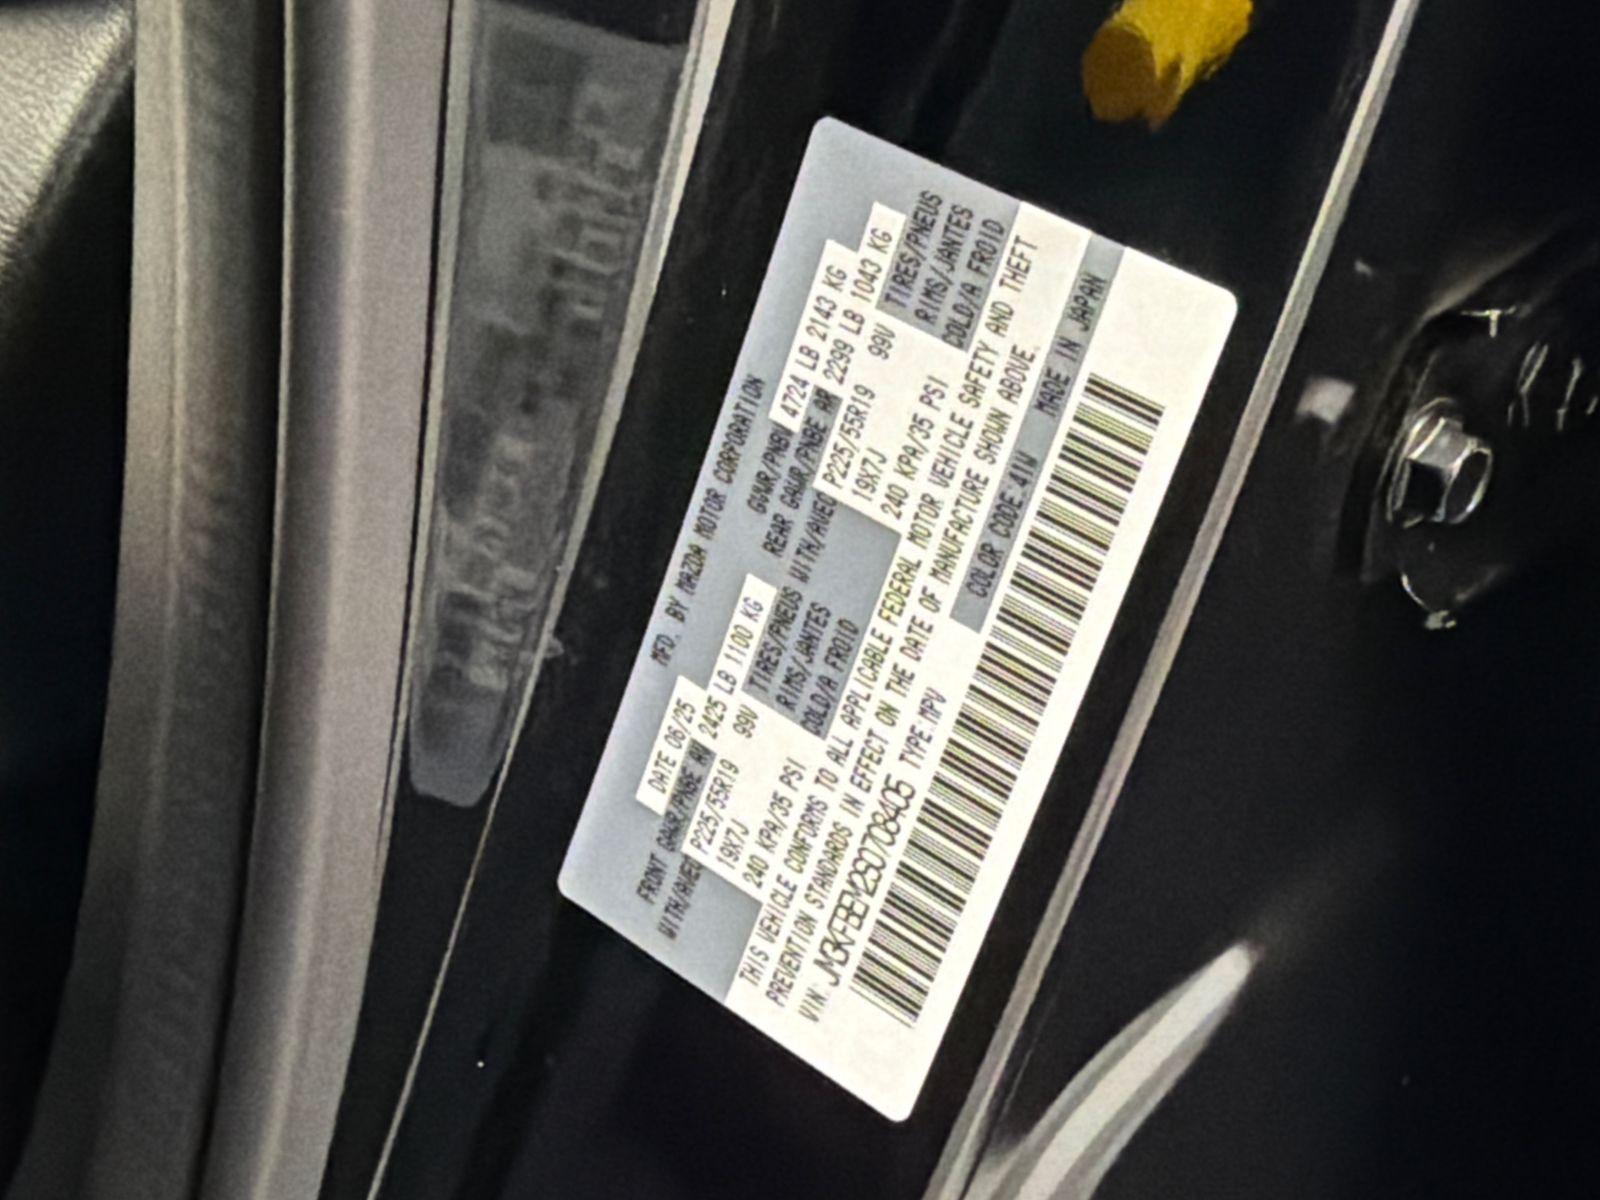 MFD. BY MAZDA MOTOR CORPORATION
DATE 06/25 GVWR/PNBV 4724 LB 2143 KG
FRONT GAWR/PNBE AV 2425 LB 1100 KG REAR GAWR/PNBE AR 2299 LB 1043 KG
WITH/AVEC P225/55R19 99V TIRES/PNEUS WITH/AVEC P225/55R19 99V TIRES/PNEUS
19X7J RIMS/JANTES 19X7J RIMS/JANTES
240 KPA/35 PSI COLD/A FROID 240 KPA/35 PSI COLD/A FROID
THIS VEHICLE CONFORMS TO ALL APPLICABLE FEDERAL MOTOR VEHICLE SAFETY AND THEFT
PREVENTION STANDARDS IN EFFECT ON THE DATE OF MANUFACTURE SHOWN ABOVE.
VIN: JM3KFBEM2S0708405 TYPE:MPV COLOR CODE:41W MADE IN JAPAN